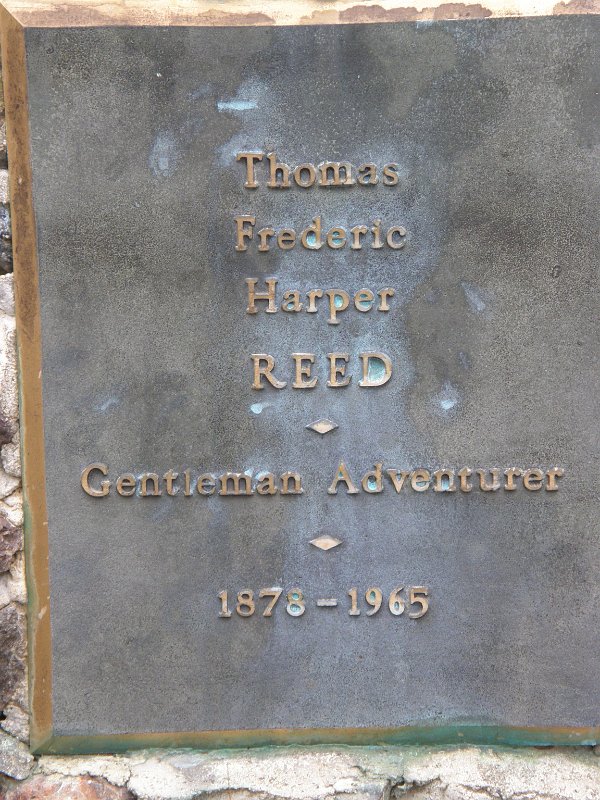 Thomas
Frederic
Harper
REED
Gentleman Adventurer
1878 – 1965